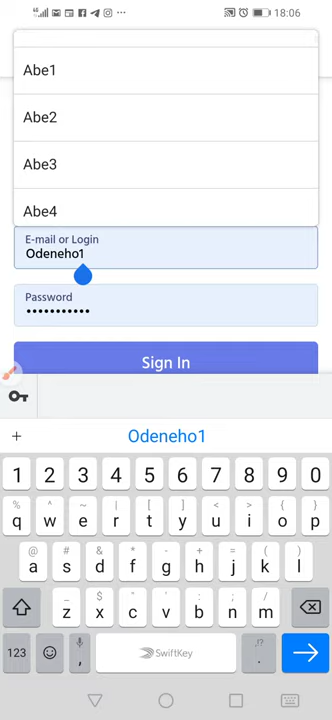 18:06
Abe1
Abe2
Abe3
Abe4
E-mail or Login
Odeneho1
Password
•••••••••••
Sign In
+ Odeneho1
1 2 3 4 5 6 7 8 9 0
% ^ ~ | [ ] < > { }
q w e r t y u i o p
@ # & * - + = ( )
a s d f g h j k l
_ $ " ' : ; /
z x c v b n m
123 , SwiftKey ,!? .